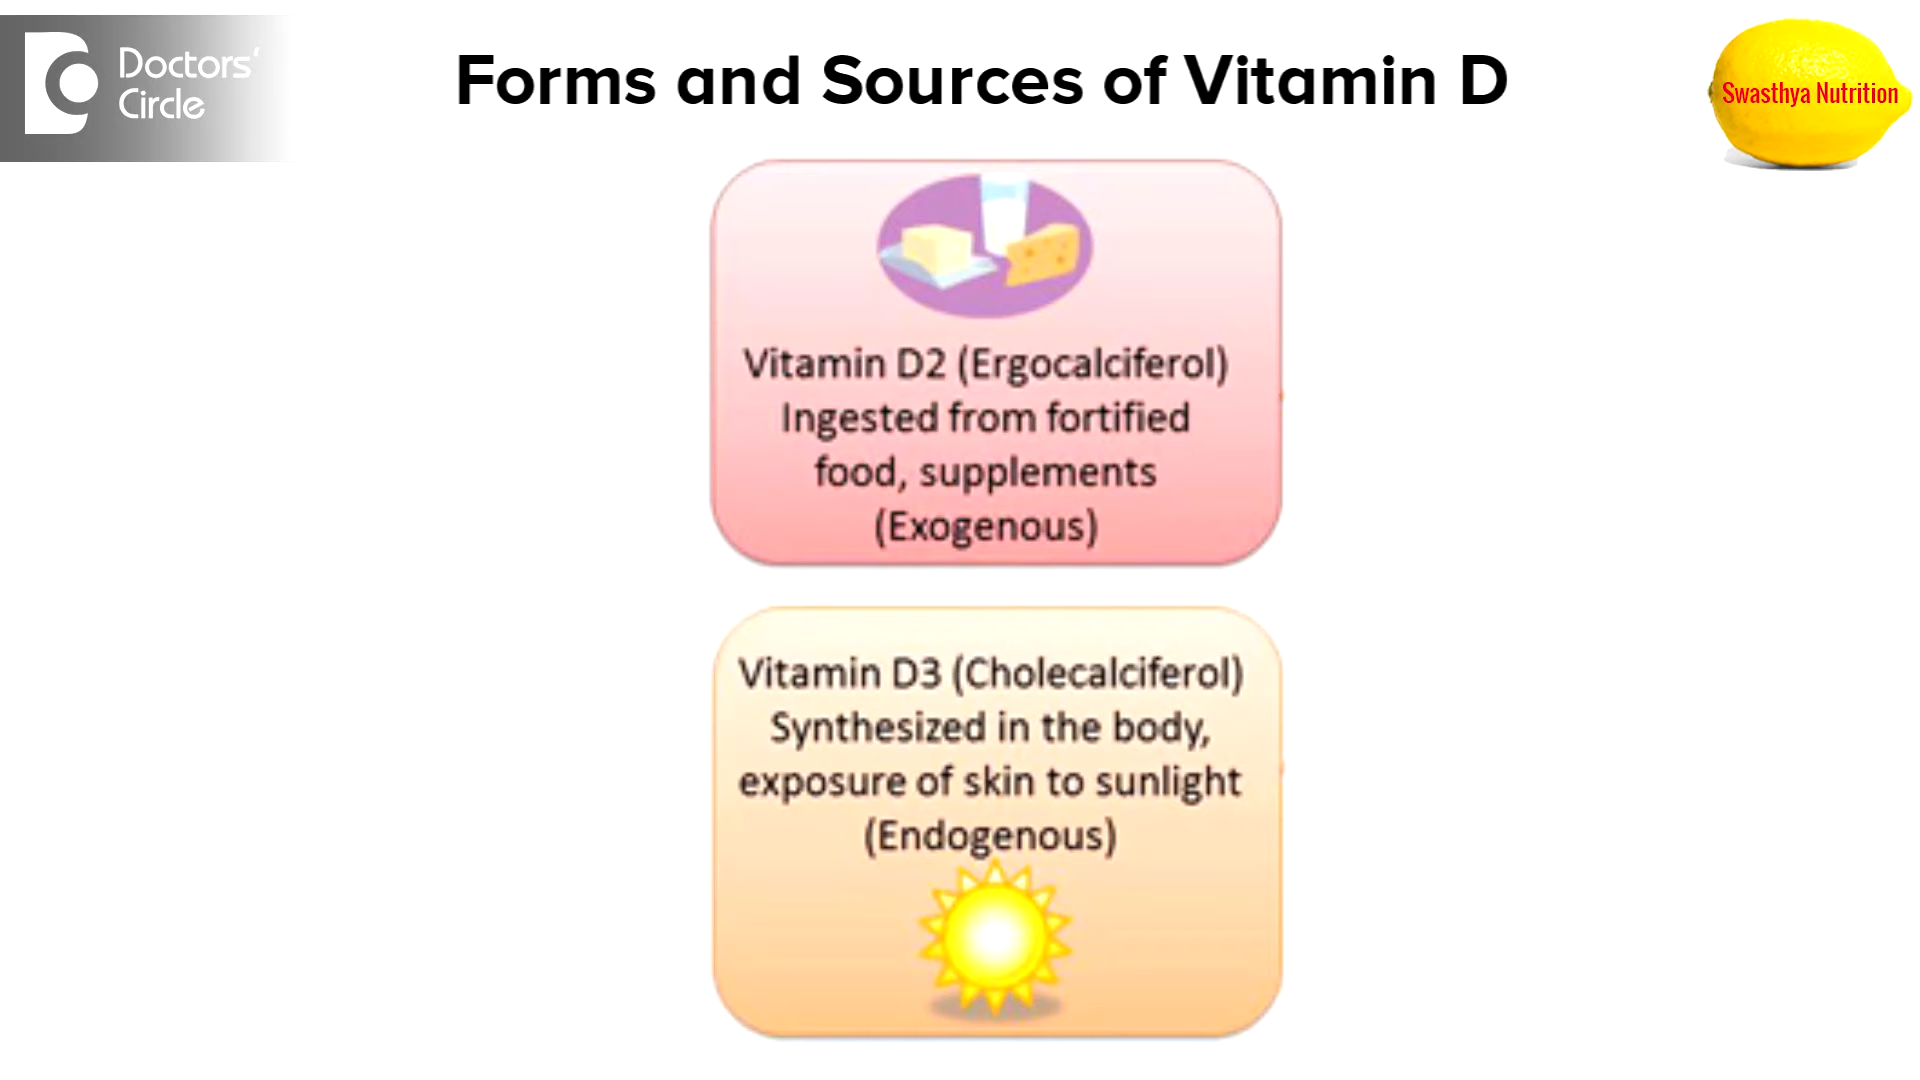 Doctors'
Circle
Forms and Sources of Vitamin D
Swasthya Nutrition
Vitamin D2 (Ergocalciferol)
Ingested from fortified
food, supplements
(Exogenous)
Vitamin D3 (Cholecalciferol)
Synthesized in the body,
exposure of skin to sunlight
(Endogenous)